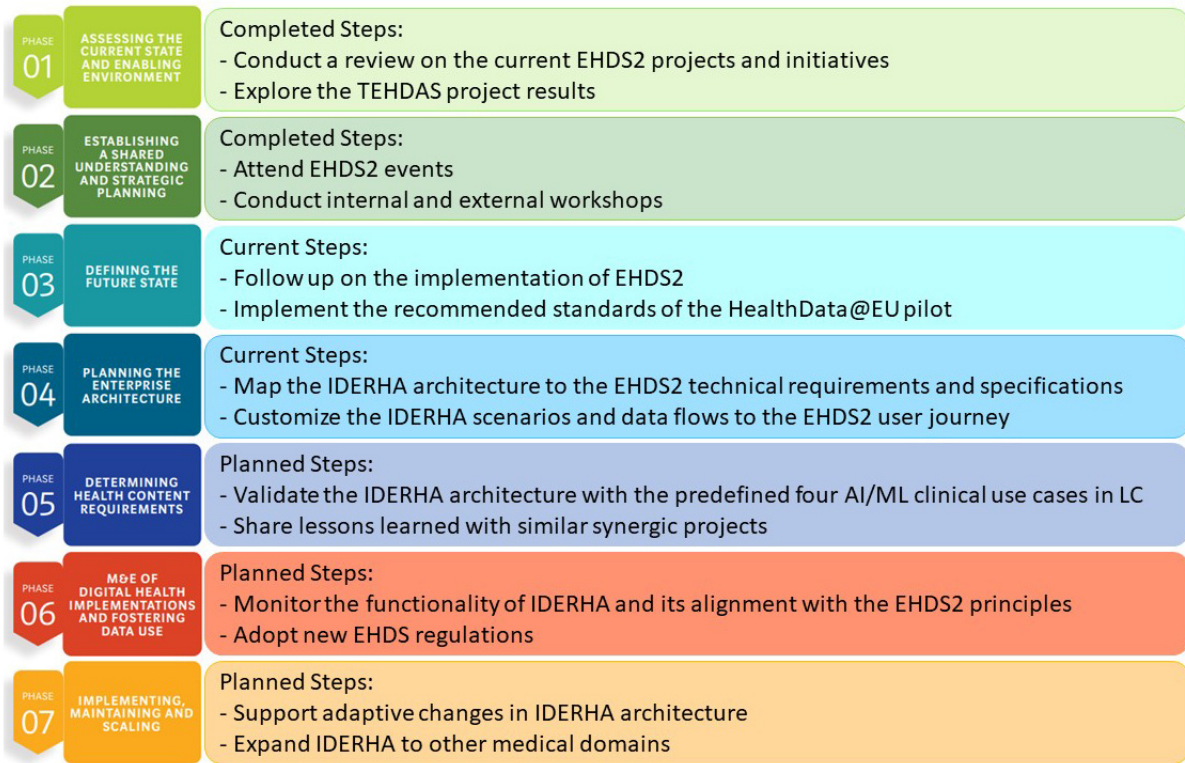 PHASE
01
ASSESSING THE
CURRENT STATE
AND ENABLING
ENVIRONMENT
Completed Steps:
- Conduct a review on the current EHDS2 projects and initiatives
- Explore the TEHDAS project results
PHASE
02
ESTABLISHING
A SHARED
UNDERSTANDING
AND STRATEGIC
PLANNING
Completed Steps:
- Attend EHDS2 events
- Conduct internal and external workshops
PHASE
03
DEFINING THE
FUTURE STATE
Current Steps:
- Follow up on the implementation of EHDS2
- Implement the recommended standards of the HealthData@EU pilot
PHASE
04
PLANNING THE
ENTERPRISE
ARCHITECTURE
Current Steps:
- Map the IDERHA architecture to the EHDS2 technical requirements and specifications
- Customize the IDERHA scenarios and data flows to the EHDS2 user journey
PHASE
05
DETERMINING
HEALTH CONTENT
REQUIREMENTS
Planned Steps:
- Validate the IDERHA architecture with the predefined four AI/ML clinical use cases in LC
- Share lessons learned with similar synergic projects
PHASE
06
M&E OF
DIGITAL HEALTH
IMPLEMENTATIONS
AND FOSTERING
DATA USE
Planned Steps:
- Monitor the functionality of IDERHA and its alignment with the EHDS2 principles
- Adopt new EHDS regulations
PHASE
07
IMPLEMENTING,
MAINTAINING AND
SCALING
Planned Steps:
- Support adaptive changes in IDERHA architecture
- Expand IDERHA to other medical domains